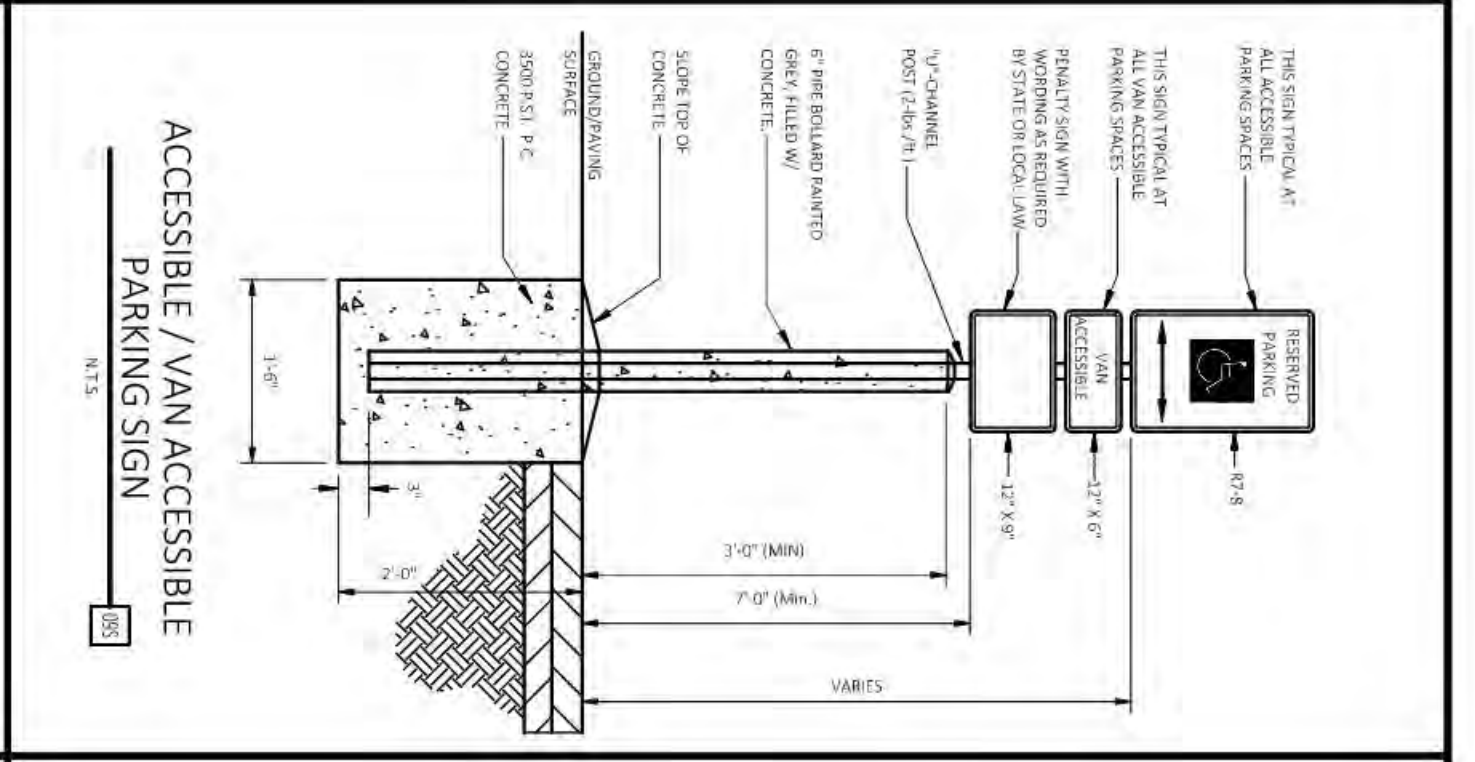 THIS SIGN TYPICAL AT
ALL ACCESSIBLE
PARKING SPACES
THIS SIGN TYPICAL AT
ALL VAN ACCESSIBLE
PARKING SPACES
PENALTY SIGN WITH
WORDING AS REQUIRED
BY STATE OR LOCAL LAW
"U"-CHANNEL
POST (2-lbs /ft.)
6" PIPE BOLLARD PAINTED
GREY, FILLED W/
CONCRETE.
SLOPE TOP OF
CONCRETE
GROUND/PAVING
SURFACE
3500 P.S.I. P.C.
CONCRETE
RESERVED
PARKING
VAN
ACCESSIBLE
R7-8
12" X 6"
12" X 9"
3'-0" (MIN)
7'-0" (Min.)
VARIES
3"
2'-0"
1'-6"
ACCESSIBLE / VAN ACCESSIBLE
PARKING SIGN
N.T.S.